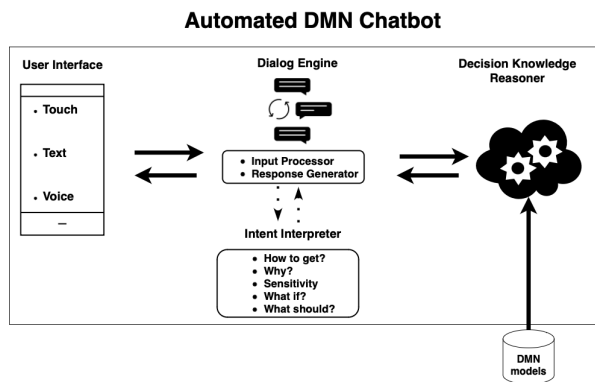 Automated DMN Chatbot
User Interface
• Touch
• Text
• Voice
Dialog Engine
• Input Processor
• Response Generator
Intent Interpreter
• How to get?
• Why?
• Sensitivity
• What if?
• What should?
Decision Knowledge
Reasoner
DMN
models